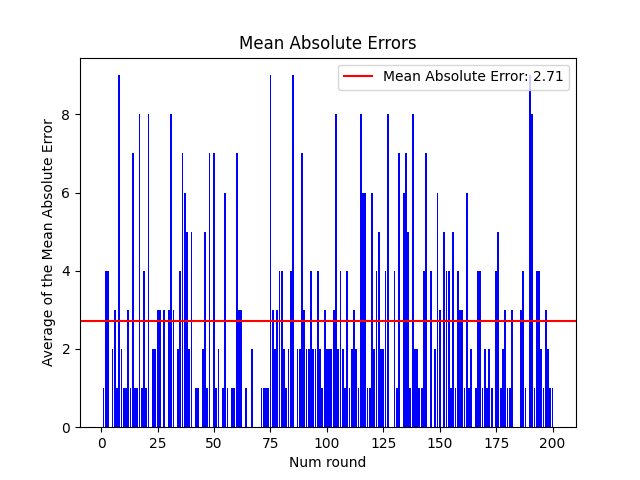 Mean Absolute Errors
Mean Absolute Error: 2.71
Average of the Mean Absolute Error
8
6
4
2
0
0 25 50 75 100 125 150 175 200
Num round